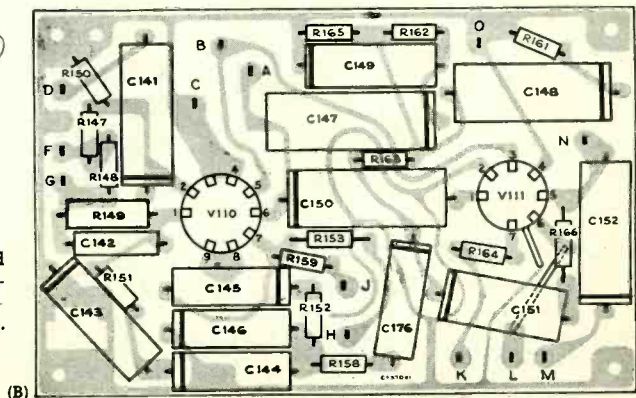 R165
R162
O
R161
B
C149
D
R150
C141
A
C148
C
R147
C147
F
N
R148
R163
G
4
2
5
3
1
V110
6
7
9
8
C150
3
2
4
1
V111
5
6
7
C152
R149
R166
C142
R153
R164
R151
R159
C143
C145
J
R152
C151
C146
H
C176
C144
R158
K
L
M
(B)